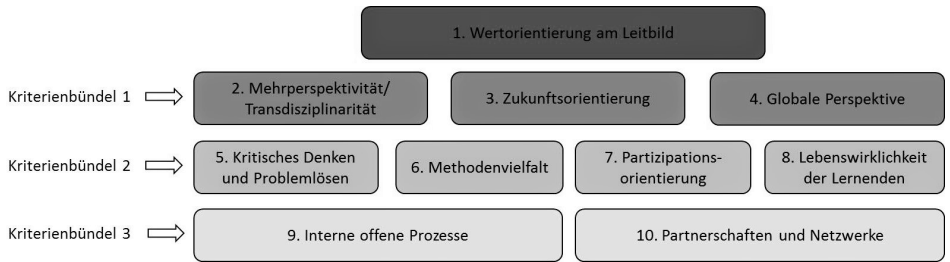 1. Wertorientierung am Leitbild
Kriterienbündel 1
2. Mehrperspektivität/
Transdisziplinarität
3. Zukunftsorientierung
4. Globale Perspektive
Kriterienbündel 2
5. Kritisches Denken
und Problemlösen
6. Methodenvielfalt
7. Partizipations-
orientierung
8. Lebenswirklichkeit
der Lernenden
Kriterienbündel 3
9. Interne offene Prozesse
10. Partnerschaften und Netzwerke